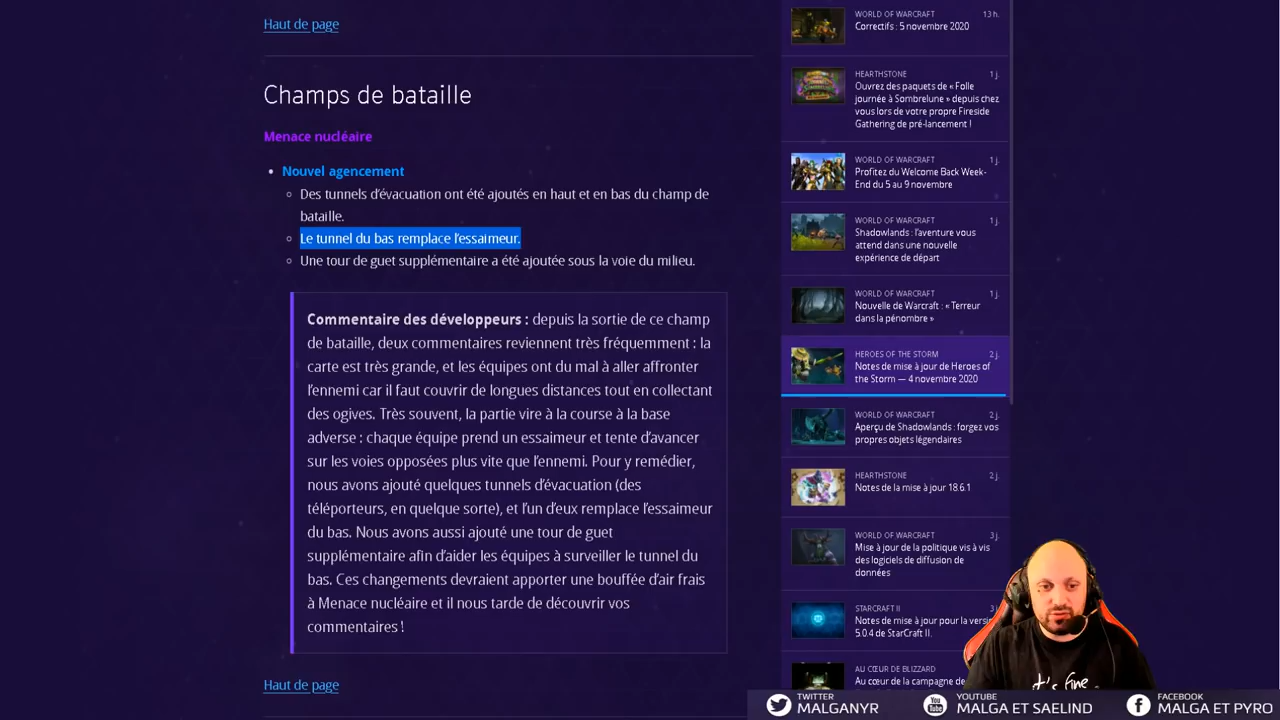 Haut de page
Champs de bataille
Menace nucléaire
Nouvel agencement
Des tunnels d'évacuation ont été ajoutés en haut et en bas du champ de
bataille.
Le tunnel du bas remplace l'essaimeur.
Une tour de guet supplémentaire a été ajoutée sous la voie du milieu.
Commentaire des développeurs : depuis la sortie de ce champ
de bataille, deux commentaires reviennent très fréquemment : la
carte est très grande, et les équipes ont du mal à aller affronter
l'ennemi car il faut couvrir de longues distances tout en collectant
des ogives. Très souvent, la partie vire à la course à la base
adverse : chaque équipe prend un essaimeur et tente d'avancer
sur les voies opposées plus vite que l'ennemi. Pour y remédier,
nous avons ajouté quelques tunnels d'évacuation (des
téléporteurs, en quelque sorte), et l'un d'eux remplace l'essaimeur
du bas. Nous avons aussi ajouté une tour de guet
supplémentaire afin d'aider les équipes à surveiller le tunnel du
bas. Ces changements devraient apporter une bouffée d'air frais
à Menace nucléaire et il nous tarde de découvrir vos
commentaires !
Haut de page
WORLD OF WARCRAFT 13 h.
Correctifs : 5 novembre 2020
HEARTHSTONE 1 j.
Ouvrez des paquets de « Folle
journée à Sombrelune » depuis chez
vous lors de votre propre Fireside
Gathering de pré-lancement !
WORLD OF WARCRAFT 1 j.
Profitez du Welcome Back Week-
End du 5 au 9 novembre
WORLD OF WARCRAFT 1 j.
Shadowlands : l'aventure vous
attend dans une nouvelle
expérience de départ
WORLD OF WARCRAFT 1 j.
Nouvelle de Warcraft : « Terreur
dans la pénombre »
HEROES OF THE STORM 2 j.
Notes de mise à jour de Heroes of
the Storm — 4 novembre 2020
WORLD OF WARCRAFT 2 j.
Aperçu de Shadowlands : forgez vos
propres objets légendaires
HEARTHSTONE 2 j.
Notes de la mise à jour 18.6.1
WORLD OF WARCRAFT 3 j.
Mise à jour de la politique vis à vis
des logiciels de diffusion de
données
STARCRAFT II 3 j.
Notes de mise à jour pour la versi
5.0.4 de StarCraft II.
AU CŒUR DE BLIZZARD
Au cœur de la campagne de
it's fine
TWITTER
MALGANYR
YOUTUBE
MALGA ET SAELIND
FACEBOOK
MALGA ET PYRO